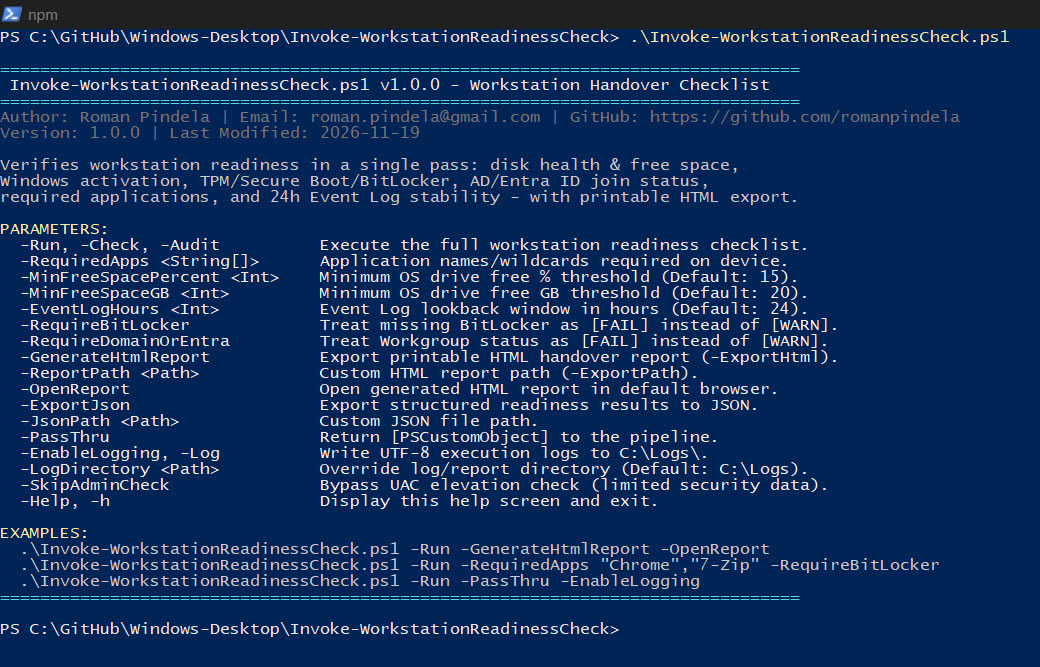 npm
PS C:\GitHub\Windows-Desktop\Invoke-WorkstationReadinessCheck> .\Invoke-WorkstationReadinessCheck.ps1
================================================================================
Invoke-WorkstationReadinessCheck.ps1 v1.0.0 - Workstation Handover Checklist
================================================================================
Author: Roman Pindela | Email: roman.pindela@gmail.com | GitHub: https://github.com/romanpindela
Version: 1.0.0 | Last Modified: 2026-11-19
Verifies workstation readiness in a single pass: disk health & free space,
Windows activation, TPM/Secure Boot/BitLocker, AD/Entra ID join status,
required applications, and 24h Event Log stability - with printable HTML export.
PARAMETERS:
-Run, -Check, -Audit Execute the full workstation readiness checklist.
-RequiredApps <String[]> Application names/wildcards required on device.
-MinFreeSpacePercent <Int> Minimum OS drive free % threshold (Default: 15).
-MinFreeSpaceGB <Int> Minimum OS drive free GB threshold (Default: 20).
-EventLogHours <Int> Event Log lookback window in hours (Default: 24).
-RequireBitLocker Treat missing BitLocker as [FAIL] instead of [WARN].
-RequireDomainOrEntra Treat Workgroup status as [FAIL] instead of [WARN].
-GenerateHtmlReport Export printable HTML handover report (-ExportHtml).
-ReportPath <Path> Custom HTML report path (-ExportPath).
-OpenReport Open generated HTML report in default browser.
-ExportJson Export structured readiness results to JSON.
-JsonPath <Path> Custom JSON file path.
-PassThru Return [PSCustomObject] to the pipeline.
-EnableLogging, -Log Write UTF-8 execution logs to C:\Logs\.
-LogDirectory <Path> Override log/report directory (Default: C:\Logs).
-SkipAdminCheck Bypass UAC elevation check (limited security data).
-Help, -h Display this help screen and exit.
EXAMPLES:
.\Invoke-WorkstationReadinessCheck.ps1 -Run -GenerateHtmlReport -OpenReport
.\Invoke-WorkstationReadinessCheck.ps1 -Run -RequiredApps "Chrome","7-Zip" -RequireBitLocker
.\Invoke-WorkstationReadinessCheck.ps1 -Run -PassThru -EnableLogging
================================================================================
PS C:\GitHub\Windows-Desktop\Invoke-WorkstationReadinessCheck>